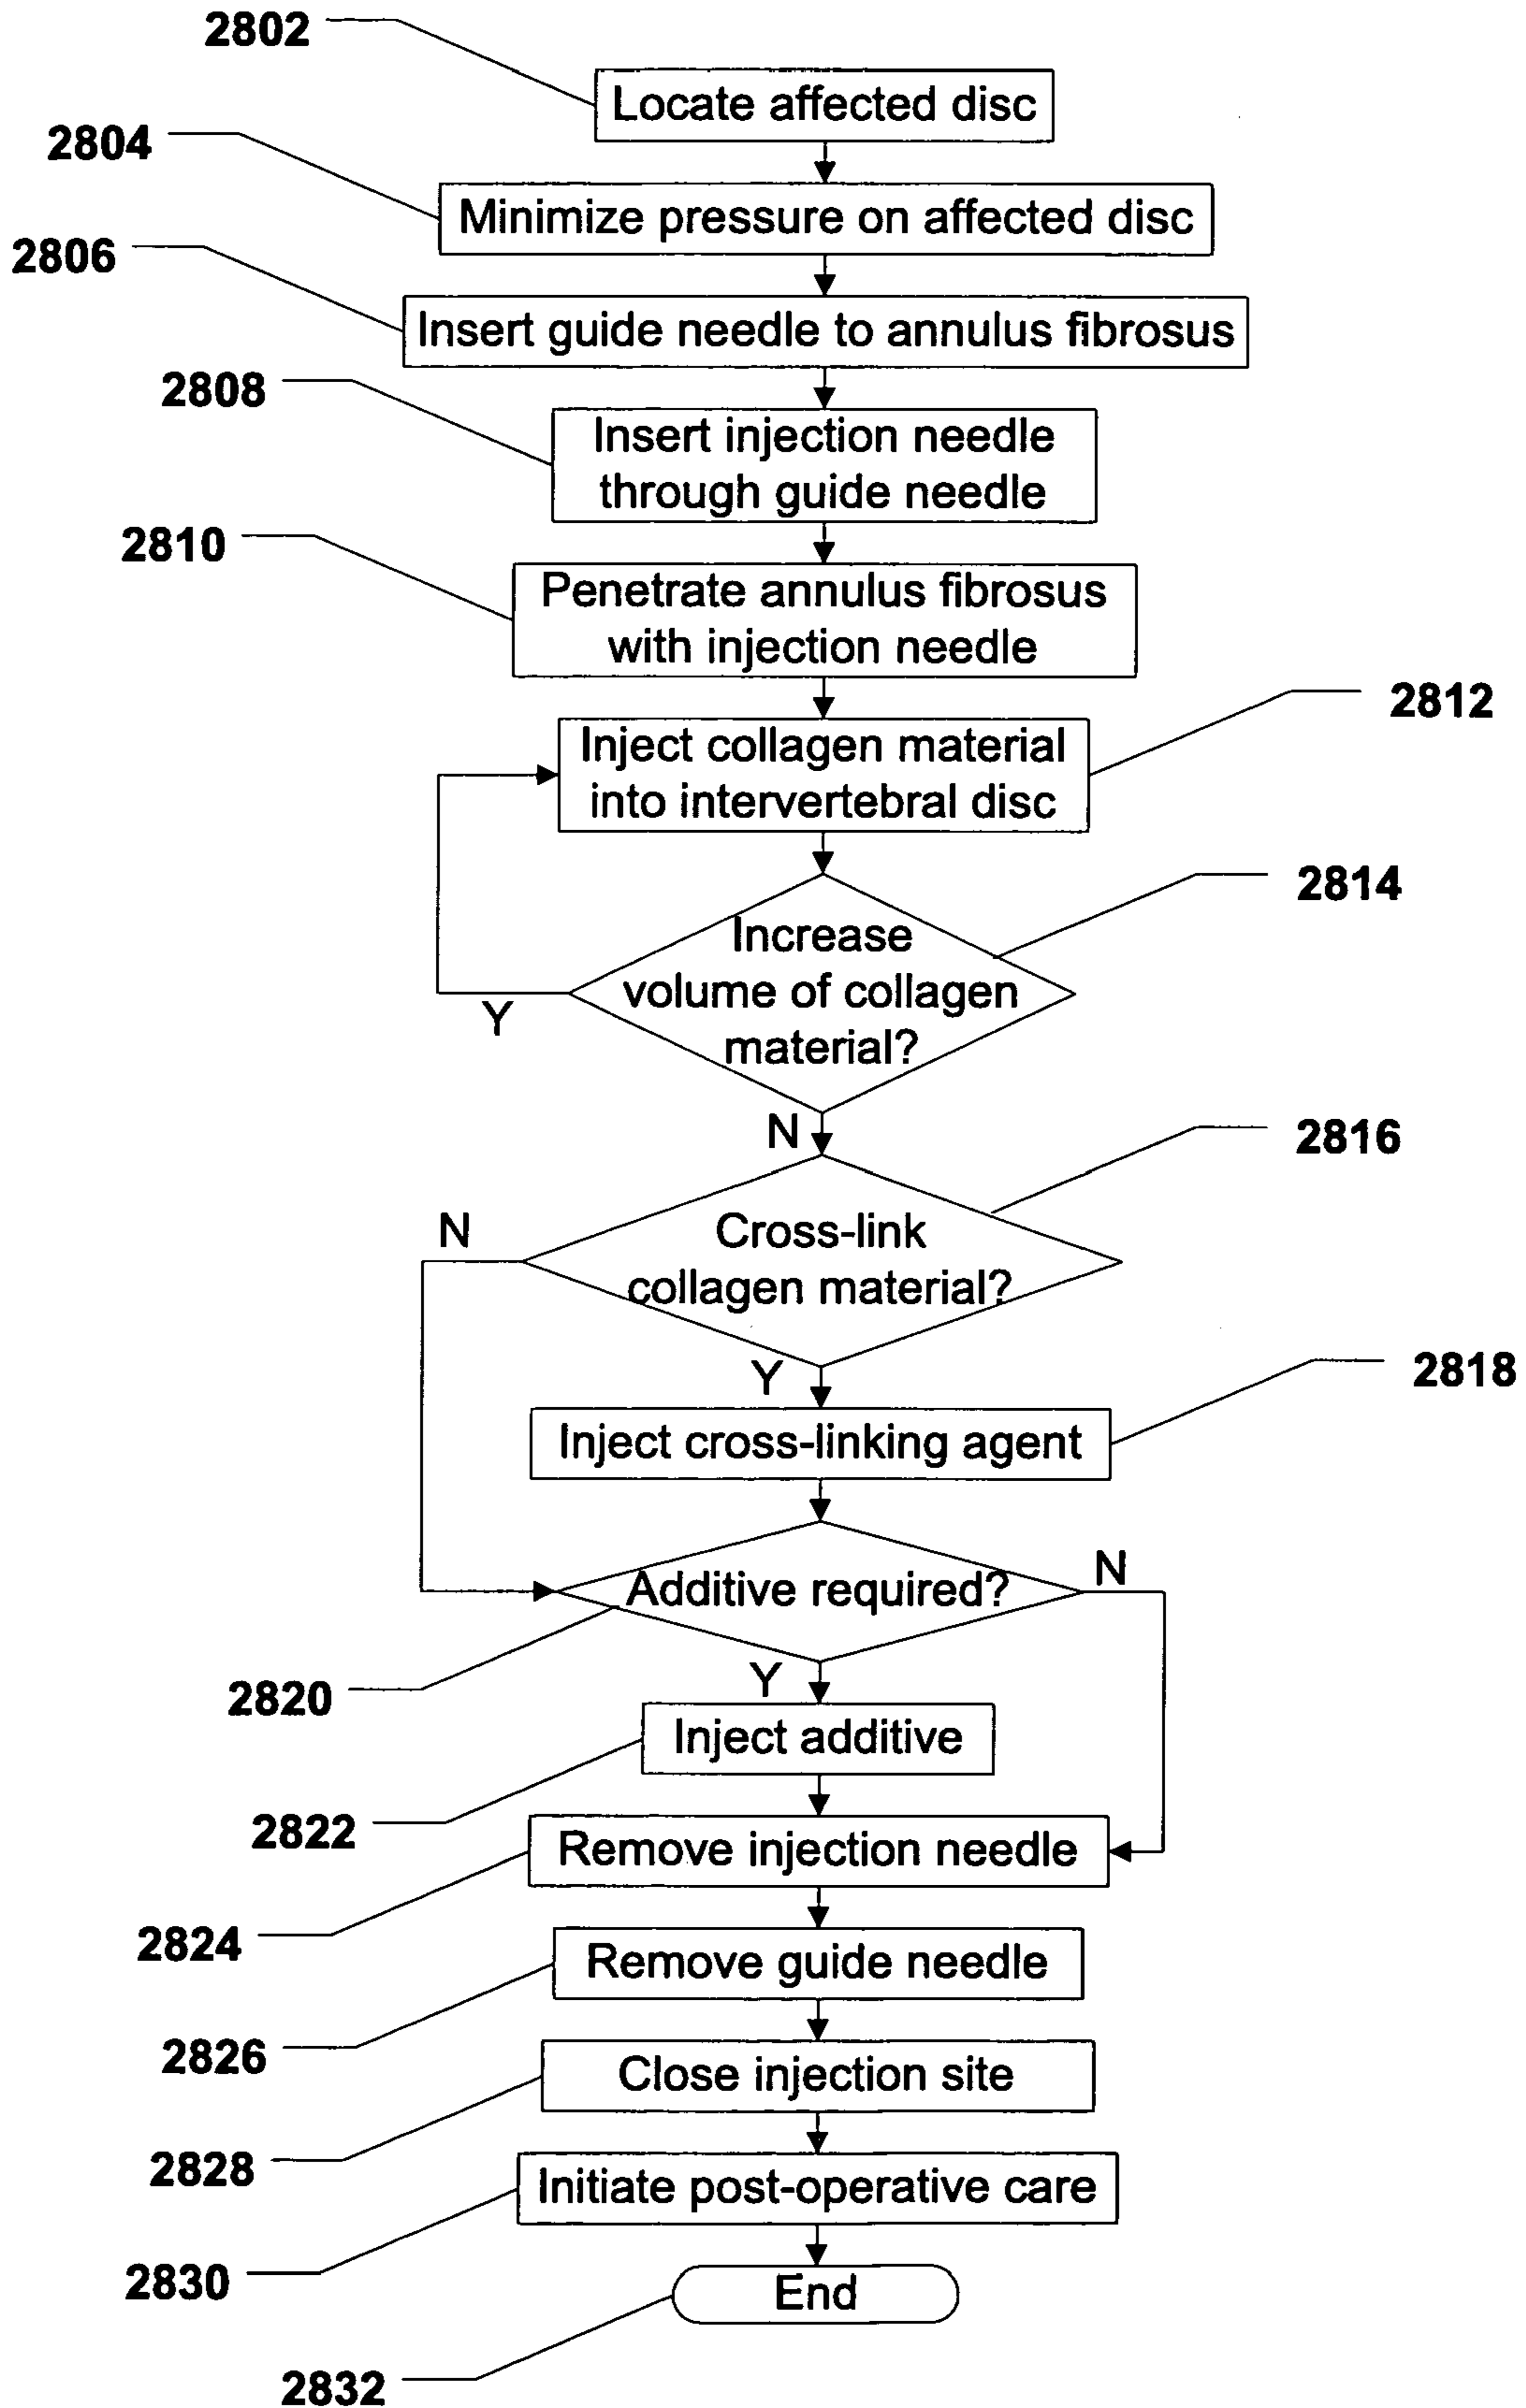 2802
Locate affected disc
2804
Minimize pressure on affected disc
2806
Insert guide needle to annulus fibrosus
2808
Insert injection needle
through guide needle
2810
Penetrate annulus fibrosus
with injection needle
2812
Inject collagen material
into intervertebral disc
2814
Increase
volume of collagen
material?
Y
N
2816
Cross-link
collagen material?
N
Y
2818
Inject cross-linking agent
Additive required?
N
2820
Y
Inject additive
2822
Remove injection needle
2824
Remove guide needle
2826
Close injection site
2828
Initiate post-operative care
2830
End
2832